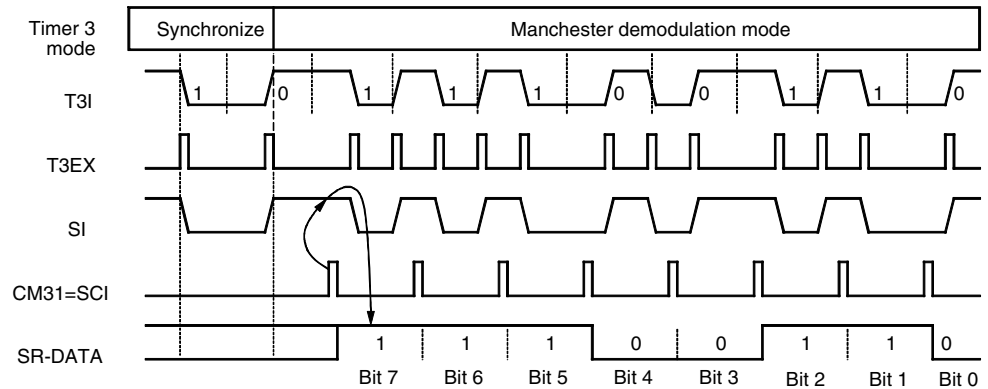 Timer 3
mode
Synchronize
Manchester demodulation mode
T3I
1 0 1 1 1 0 0 1 1 0
T3EX
SI
CM31=SCI
SR-DATA
1 1 1 0 0 1 1 0
Bit 7 Bit 6 Bit 5 Bit 4 Bit 3 Bit 2 Bit 1 Bit 0